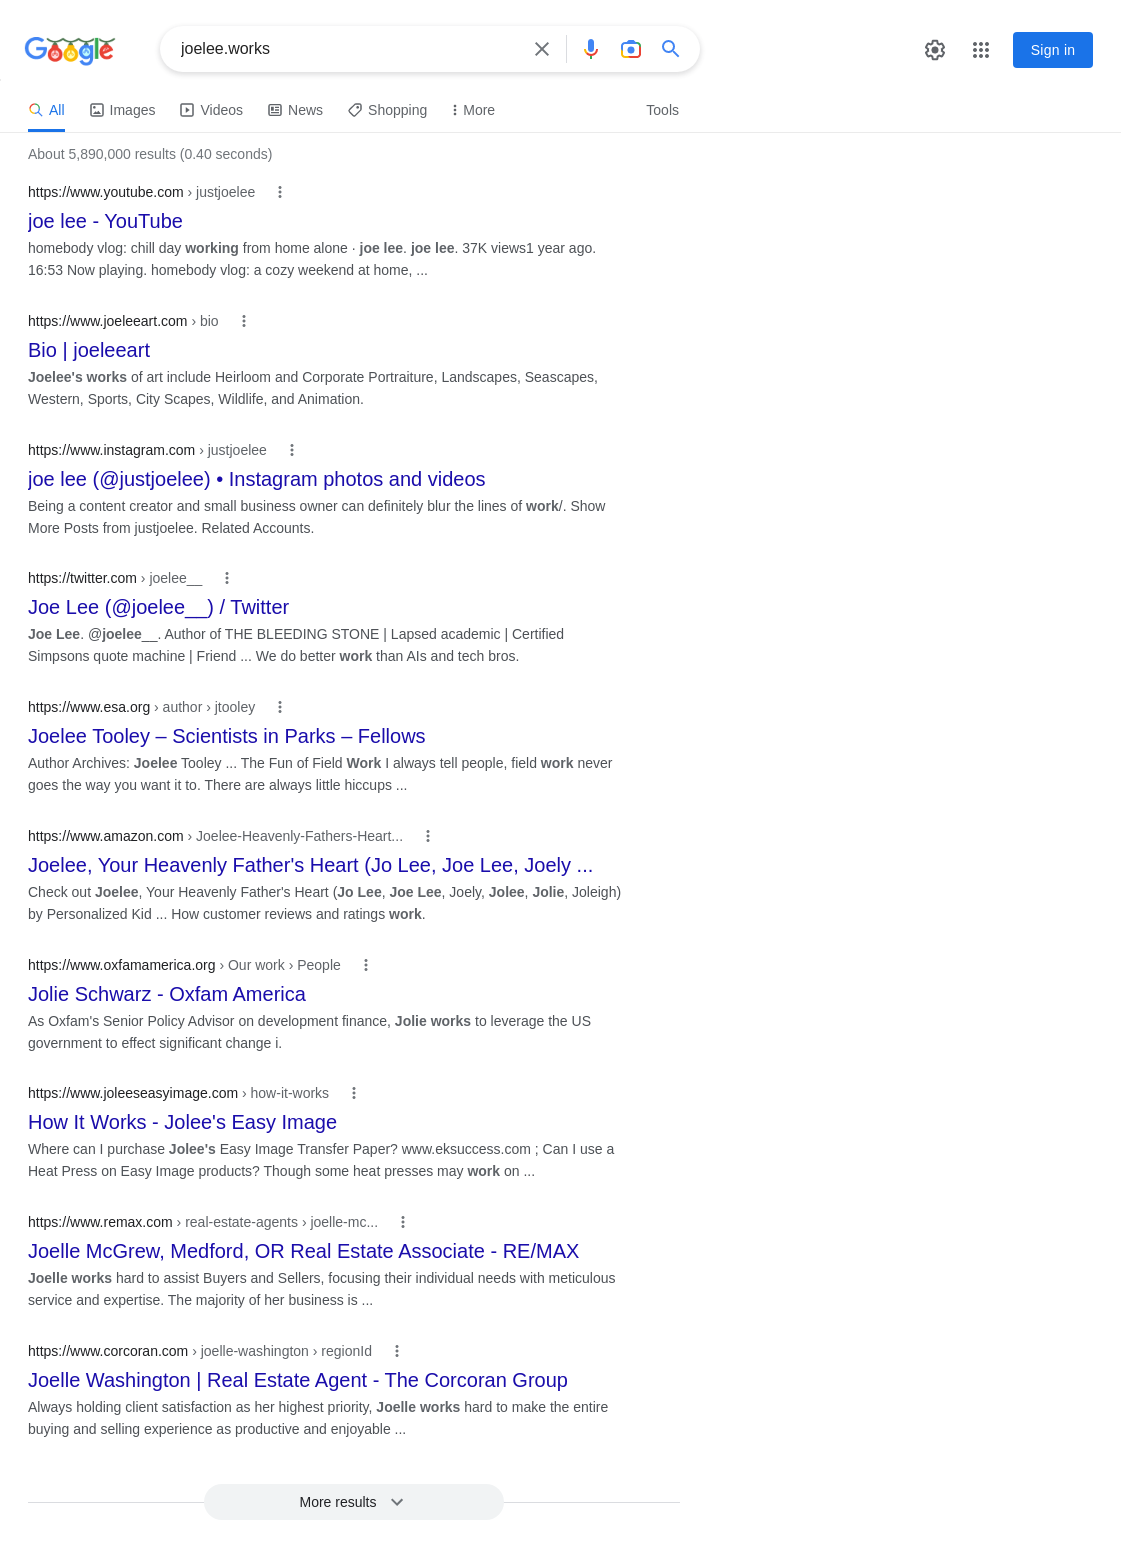 Google
joelee.works
Sign in
All
Images
Videos
News
Shopping
More
Tools
About 5,890,000 results (0.40 seconds)
https://www.youtube.com › justjoelee
joe lee - YouTube
homebody vlog: chill day working from home alone · joe lee. joe lee. 37K views1 year ago.
16:53 Now playing. homebody vlog: a cozy weekend at home, ...
https://www.joeleeart.com › bio
Bio | joeleeart
Joelee's works of art include Heirloom and Corporate Portraiture, Landscapes, Seascapes,
Western, Sports, City Scapes, Wildlife, and Animation.
https://www.instagram.com › justjoelee
joe lee (@justjoelee) • Instagram photos and videos
Being a content creator and small business owner can definitely blur the lines of work/. Show
More Posts from justjoelee. Related Accounts.
https://twitter.com › joelee__
Joe Lee (@joelee__) / Twitter
Joe Lee. @joelee__. Author of THE BLEEDING STONE | Lapsed academic | Certified
Simpsons quote machine | Friend ... We do better work than AIs and tech bros.
https://www.esa.org › author › jtooley
Joelee Tooley – Scientists in Parks – Fellows
Author Archives: Joelee Tooley ... The Fun of Field Work I always tell people, field work never
goes the way you want it to. There are always little hiccups ...
https://www.amazon.com › Joelee-Heavenly-Fathers-Heart...
Joelee, Your Heavenly Father's Heart (Jo Lee, Joe Lee, Joely ...
Check out Joelee, Your Heavenly Father's Heart (Jo Lee, Joe Lee, Joely, Jolee, Jolie, Joleigh)
by Personalized Kid ... How customer reviews and ratings work.
https://www.oxfamamerica.org › Our work › People
Jolie Schwarz - Oxfam America
As Oxfam's Senior Policy Advisor on development finance, Jolie works to leverage the US
government to effect significant change i.
https://www.joleeseasyimage.com › how-it-works
How It Works - Jolee's Easy Image
Where can I purchase Jolee's Easy Image Transfer Paper? www.eksuccess.com ; Can I use a
Heat Press on Easy Image products? Though some heat presses may work on ...
https://www.remax.com › real-estate-agents › joelle-mc...
Joelle McGrew, Medford, OR Real Estate Associate - RE/MAX
Joelle works hard to assist Buyers and Sellers, focusing their individual needs with meticulous
service and expertise. The majority of her business is ...
https://www.corcoran.com › joelle-washington › regionId
Joelle Washington | Real Estate Agent - The Corcoran Group
Always holding client satisfaction as her highest priority, Joelle works hard to make the entire
buying and selling experience as productive and enjoyable ...
More results